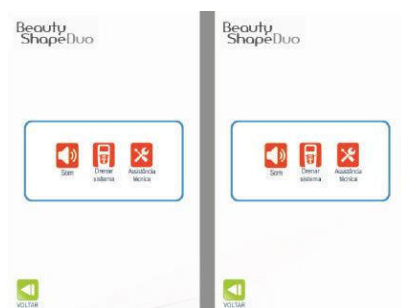 Beauty
ShapeDuo
Som
Drenar
sistema
Assistência
técnica
VOLTAR
Beauty
ShapeDuo
Som
Drenar
sistema
Assistência
técnica
VOLTAR